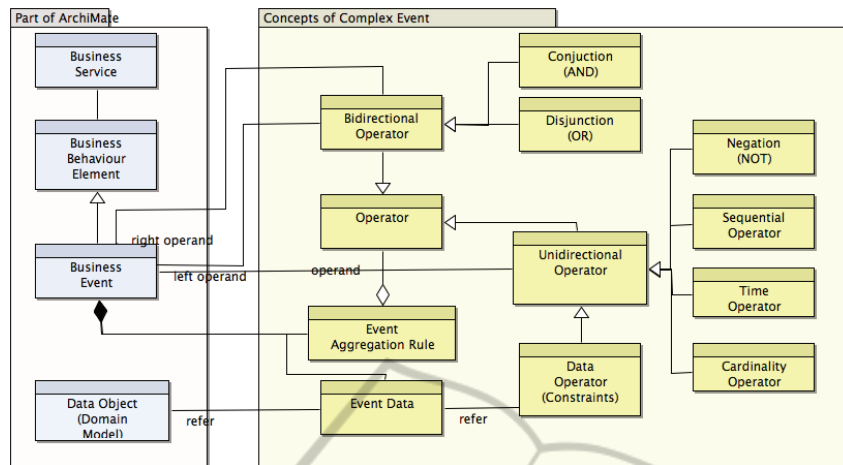 Part of ArchiMate
Concepts of Complex Event
Business
Service
Conjuction
(AND)
Bidirectional
Operator
Disjunction
(OR)
Business
Behaviour
Element
Negation
(NOT)
Operator
Sequential
Operator
right operand
Unidirectional
Operator
Business
Event
left operand
operand
Time
Operator
Event
Aggregation Rule
Data
Operator
(Constraints)
Cardinality
Operator
Data Object
(Domain
Model)
refer
Event Data
refer